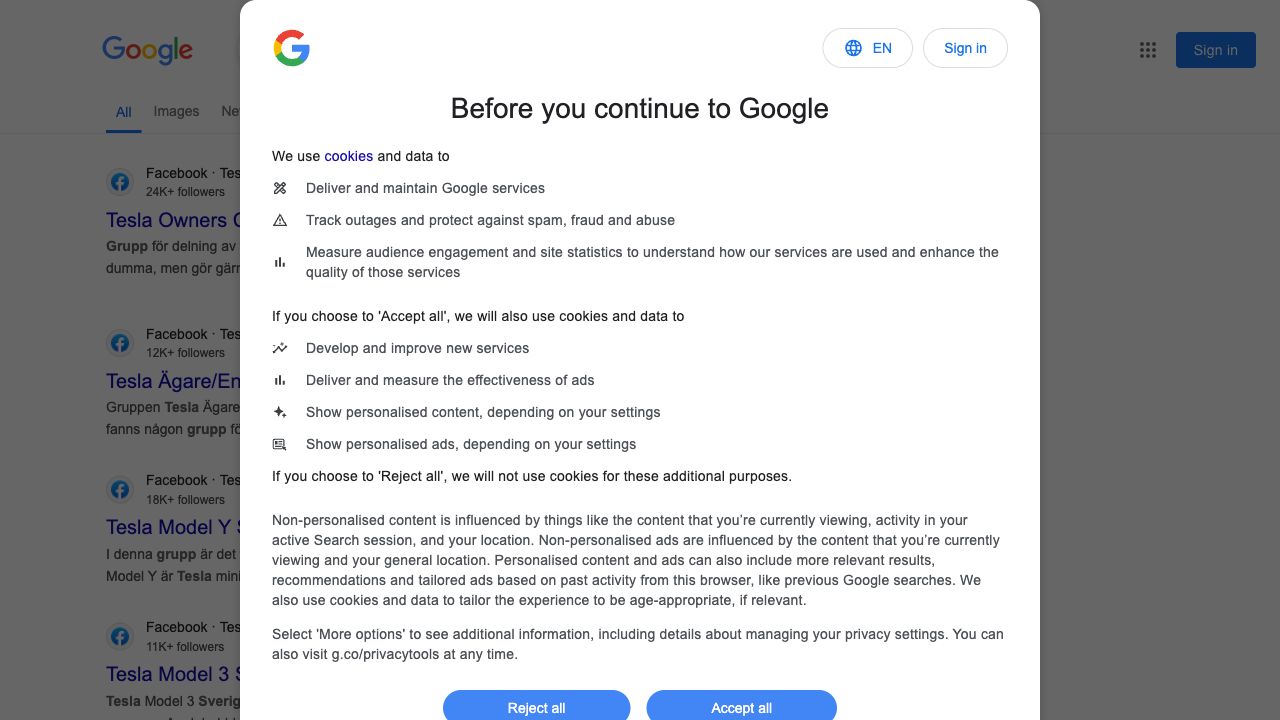 Google
EN
Sign in
Sign in
Before you continue to Google
All
Images
We use cookies and data to
Deliver and maintain Google services
Track outages and protect against spam, fraud and abuse
Measure audience engagement and site statistics to understand how our services are used and enhance the
quality of those services
If you choose to 'Accept all', we will also use cookies and data to
Develop and improve new services
Deliver and measure the effectiveness of ads
Show personalised content, depending on your settings
Show personalised ads, depending on your settings
If you choose to 'Reject all', we will not use cookies for these additional purposes.
Non-personalised content is influenced by things like the content that you’re currently viewing, activity in your
active Search session, and your location. Non-personalised ads are influenced by the content that you’re currently
viewing and your general location. Personalised content and ads can also include more relevant results,
recommendations and tailored ads based on past activity from this browser, like previous Google searches. We
also use cookies and data to tailor the experience to be age-appropriate, if relevant.
Select 'More options' to see additional information, including details about managing your privacy settings. You can
also visit g.co/privacytools at any time.
Reject all
Accept all
Facebook · Tes
24K+ followers
Tesla Owners
Grupp för delning av
dumma, men gör gärn
Facebook · Tes
12K+ followers
Tesla Ägare/En
Gruppen Tesla Ägare
fanns någon grupp fö
Facebook · Tes
18K+ followers
Tesla Model Y
I denna grupp är det
Model Y är Tesla mini
Facebook · Tes
11K+ followers
Tesla Model 3
Tesla Model 3 Sverig